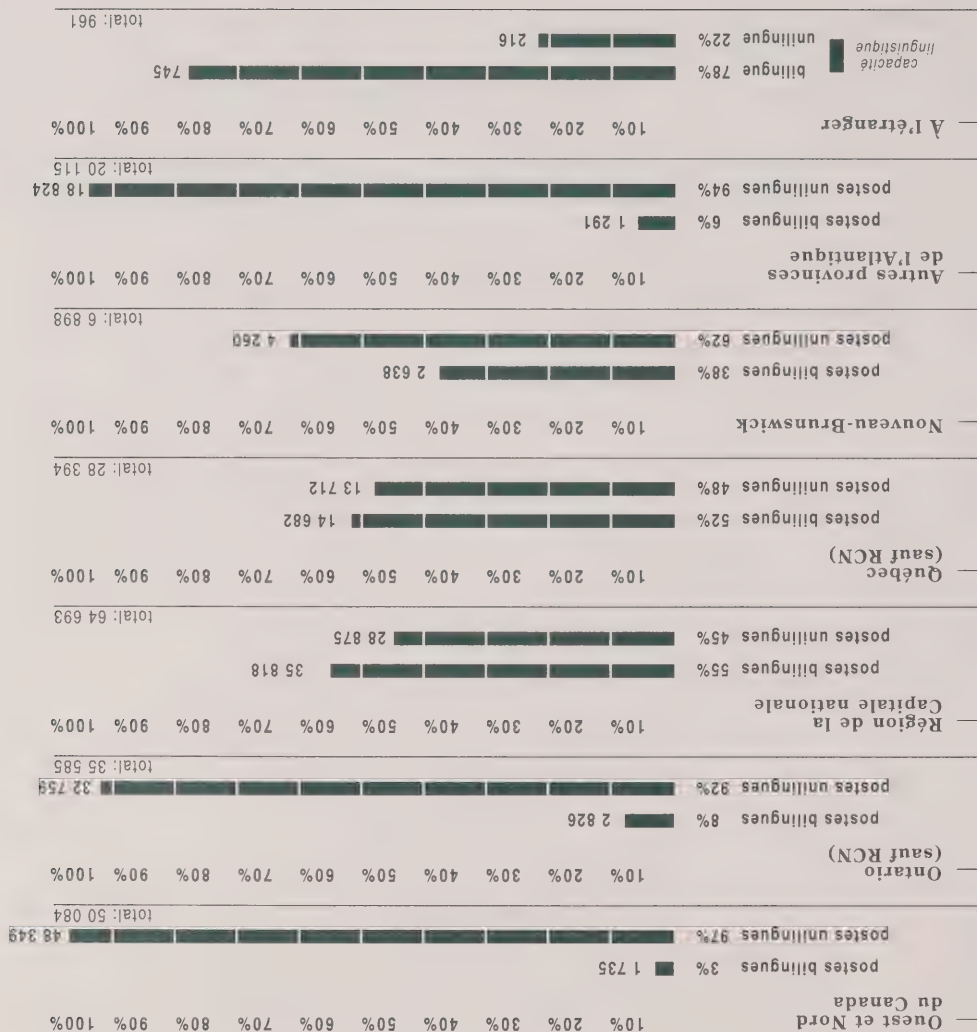 Ouest et Nord
du Canada
10% 20% 30% 40% 50% 60% 70% 80% 90% 100%
postes bilingues 3% 1 735
postes unilingues 97% 48 349
total: 50 084
Ontario
(sauf RCN)
10% 20% 30% 40% 50% 60% 70% 80% 90% 100%
postes bilingues 8% 2 826
postes unilingues 92% 32 759
total: 35 585
Région de la
Capitale nationale
10% 20% 30% 40% 50% 60% 70% 80% 90% 100%
postes bilingues 55% 35 818
postes unilingues 45% 28 875
total: 64 693
Québec
(sauf RCN)
10% 20% 30% 40% 50% 60% 70% 80% 90% 100%
postes bilingues 52% 14 682
postes unilingues 48% 13 712
total: 28 394
Nouveau-Brunswick
10% 20% 30% 40% 50% 60% 70% 80% 90% 100%
postes bilingues 38% 2 638
postes unilingues 62% 4 260
total: 6 898
Autres provinces
de l'Atlantique
10% 20% 30% 40% 50% 60% 70% 80% 90% 100%
postes bilingues 6% 1 291
postes unilingues 94% 18 824
total: 20 115
À l'étranger
10% 20% 30% 40% 50% 60% 70% 80% 90% 100%
capacité
linguistique
bilingue 78% 745
unilingue 22% 216
total: 961